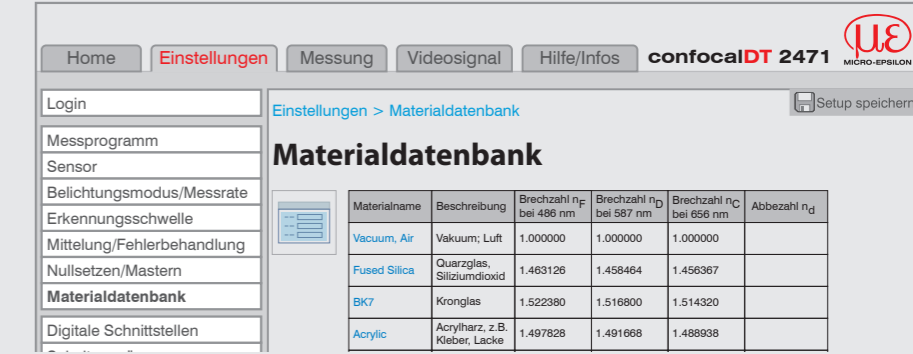 Home Einstellungen Messung Videosignal Hilfe/Infos confocalDT 2471 με
MICRO-EPSILON
Login
Einstellungen > Materialdatenbank
Setup speichern
Messprogramm
Sensor
Belichtungsmodus/Messrate
Erkennungsschwelle
Mittelung/Fehlerbehandlung
Nullsetzen/Mastern
Materialdatenbank
Digitale Schnittstellen
Materialdatenbank
Materialname Beschreibung Brechzahl nF bei 486 nm Brechzahl nD bei 587 nm Brechzahl nC bei 656 nm Abbezahl nd
Vacuum, Air Vakuum; Luft 1.000000 1.000000 1.000000
Fused Silica Quarzglas, Siliziumdioxid 1.463126 1.458464 1.456367
BK7 Kronglas 1.522380 1.516800 1.514320
Acrylic Acrylharz, z.B. Kleber, Lacke 1.497828 1.491668 1.488938